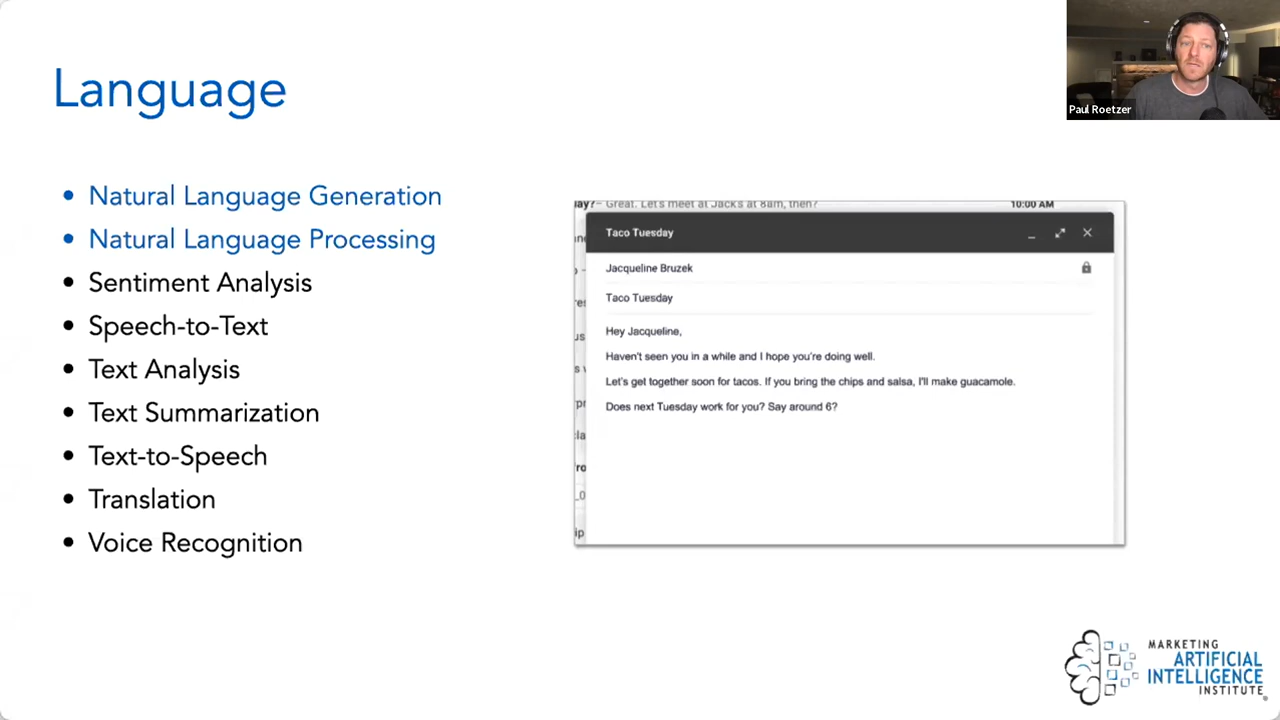 Language
Paul Roetzer
• Natural Language Generation
• Natural Language Processing
• Sentiment Analysis
• Speech-to-Text
• Text Analysis
• Text Summarization
• Text-to-Speech
• Translation
• Voice Recognition
Great. Let's meet at Jack's at 8am, then?
10:00 AM
Taco Tuesday
Jacqueline Bruzek
Taco Tuesday
Hey Jacqueline,
Haven't seen you in a while and I hope you're doing well.
Let's get together soon for tacos. If you bring the chips and salsa, I'll make guacamole.
Does next Tuesday work for you? Say around 6?
MARKETING
ARTIFICIAL
INTELLIGENCE
INSTITUTE